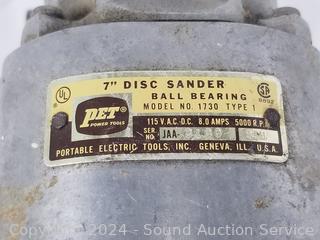 7" DISC SANDER
BALL BEARING
MODEL NO. 1730 TYPE 1
UL
SA
PET
POWER TOOLS
115 V. A.C.-D.C. 8.0 AMPS 5000 R.P.M.
SER. NO. JAA-
PORTABLE ELECTRIC TOOLS, INC. GENEVA, ILL. U.S.A.
Copyright 2024 - Sound Auction Service